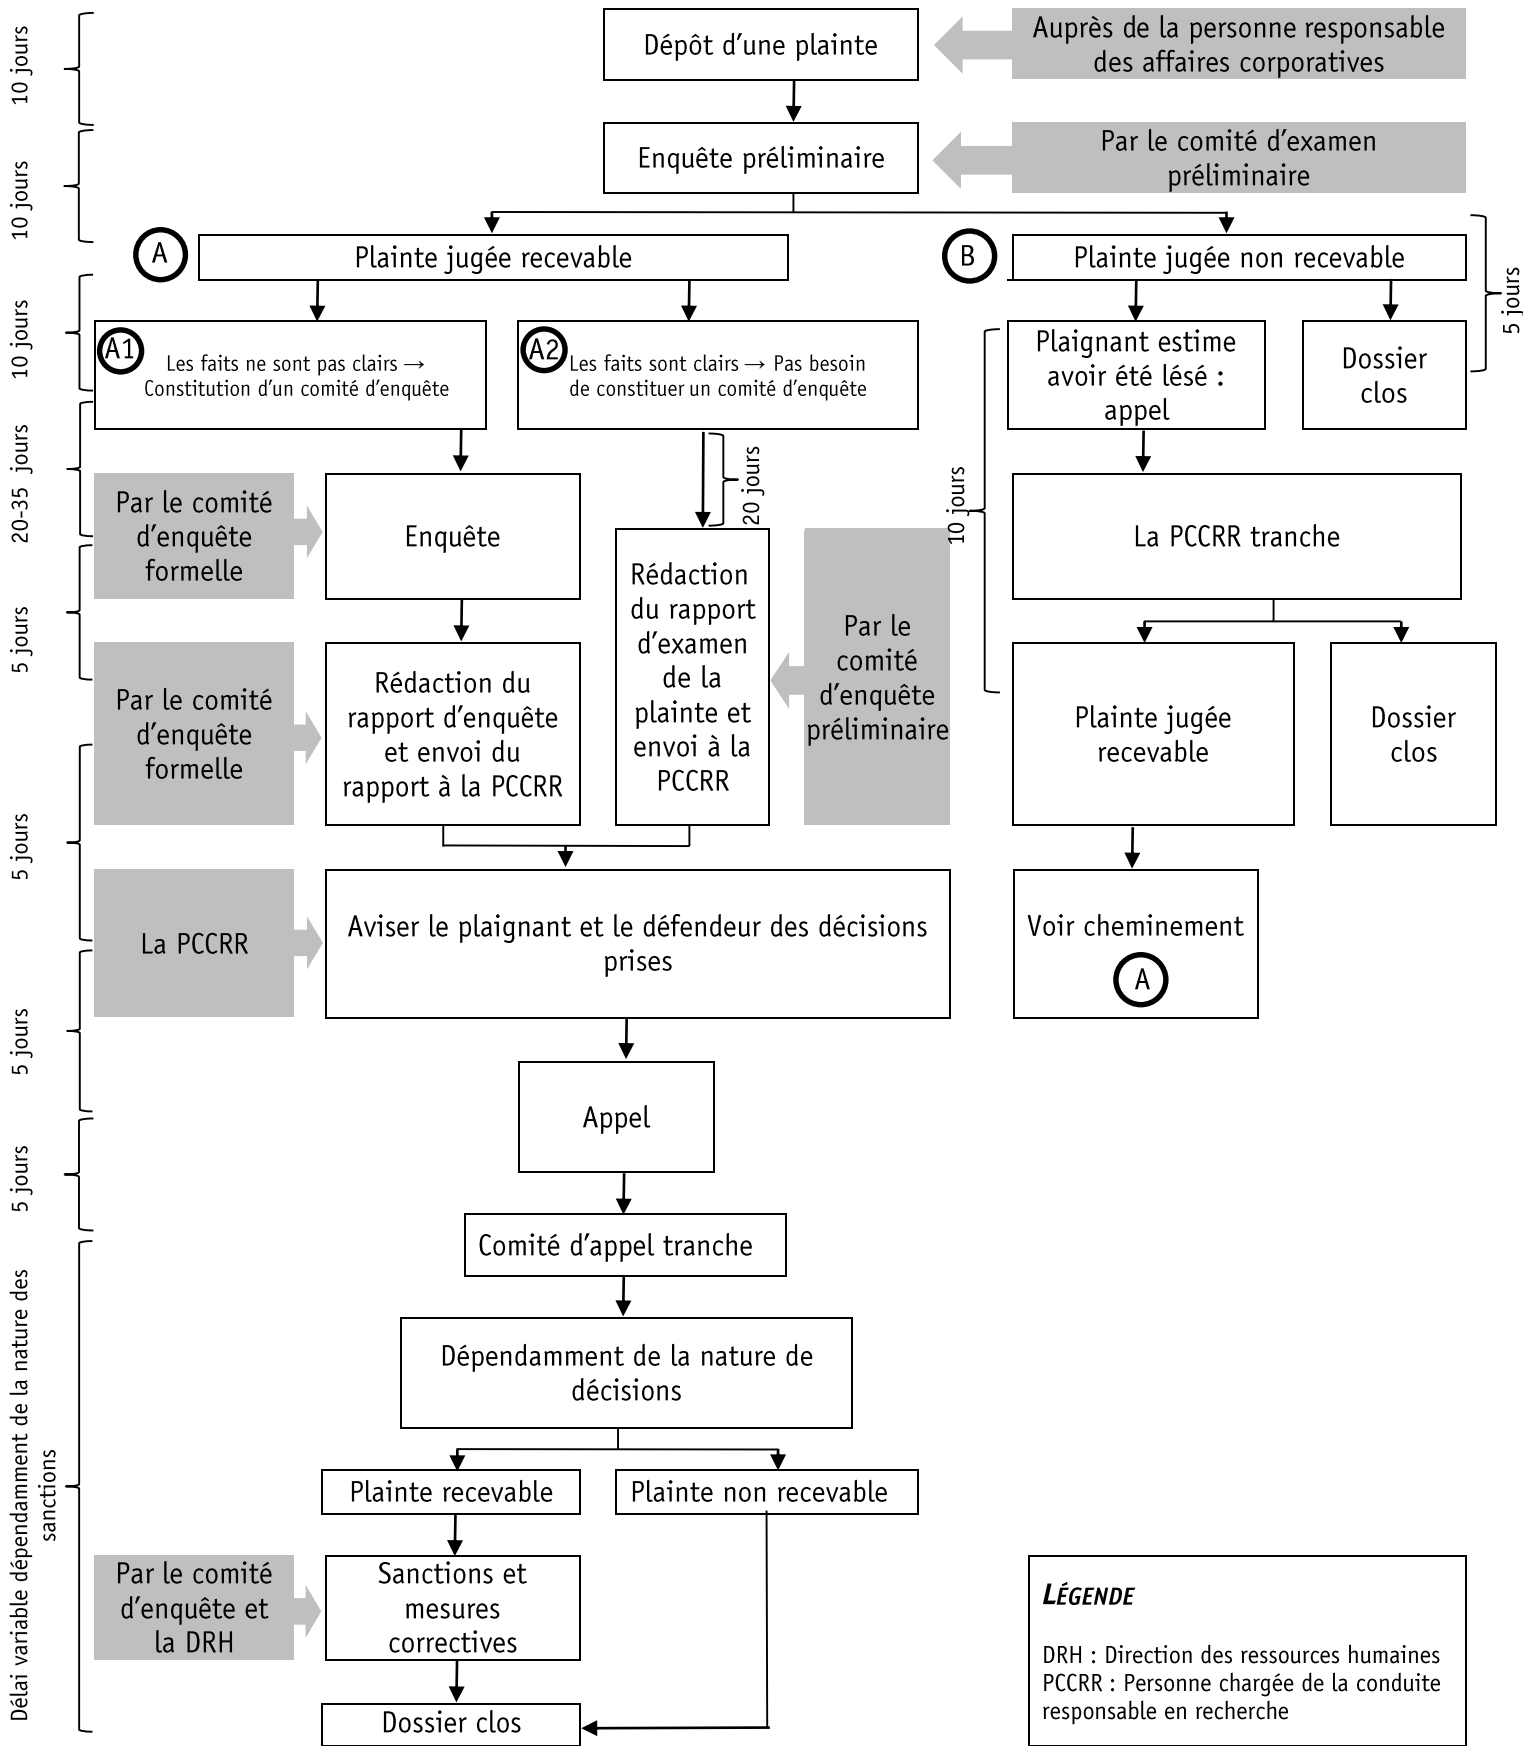 10 jours
Dépôt d'une plainte
Auprès de la personne responsable
des affaires corporatives
10 jours
Enquête préliminaire
Par le comité d'examen
préliminaire
A
Plainte jugée recevable
B
Plainte jugée non recevable
5 jours
10 jours
A1
Les faits ne sont pas clairs →
Constitution d'un comité d'enquête
A2
Les faits sont clairs → Pas besoin
de constituer un comité d'enquête
Plaignant estime
avoir été lésé :
appel
Dossier
clos
20-35 jours
Par le comité
d'enquête
formelle
Enquête
20 jours
10 jours
La PCCRR tranche
5 jours
Par le comité
d'enquête
formelle
Rédaction du
rapport d'enquête
et envoi du
rapport à la PCCRR
Rédaction
du rapport
d'examen
de la
plainte et
envoi à la
PCCRR
Par le
comité
d'enquête
préliminaire
Plainte jugée
recevable
Dossier
clos
5 jours
La PCCRR
Aviser le plaignant et le défendeur des décisions
prises
Voir cheminement
A
5 jours
Appel
5 jours
Comité d'appel tranche
Délai variable dépendamment de la nature des
sanctions
Dépendamment de la nature de
décisions
Plainte recevable
Plainte non recevable
Par le comité
d'enquête et
la DRH
Sanctions et
mesures
correctives
Dossier clos
LÉGENDE
DRH : Direction des ressources humaines
PCCRR : Personne chargée de la conduite
responsable en recherche